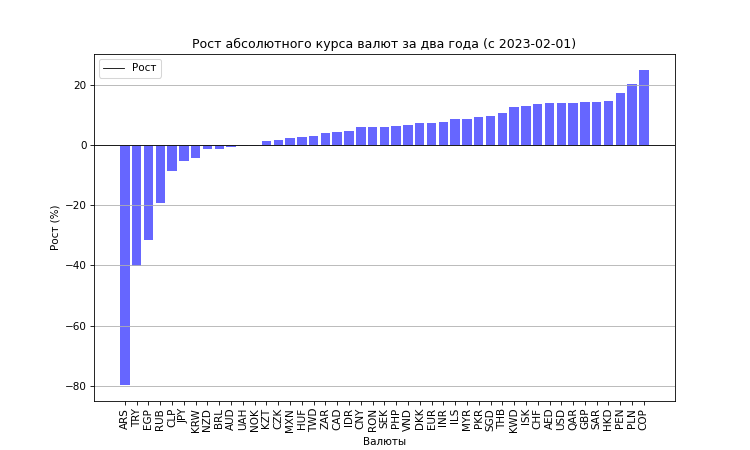 Рост абсолютного курса валют за два года (с 2023-02-01)
Рост
20
0
−20
−40
−60
−80
Рост (%)
ARS TRY EGP RUB CLP JPY KRW NZD BRL AUD UAH NOK KZT CZK MXN HUF TWD ZAR CAD IDR CNY RON SEK PHP VND DKK EUR INR ILS MYR PKR SGD THB KWD ISK CHF AED USD QAR GBP SAR HKD PEN PLN COP
Валюты